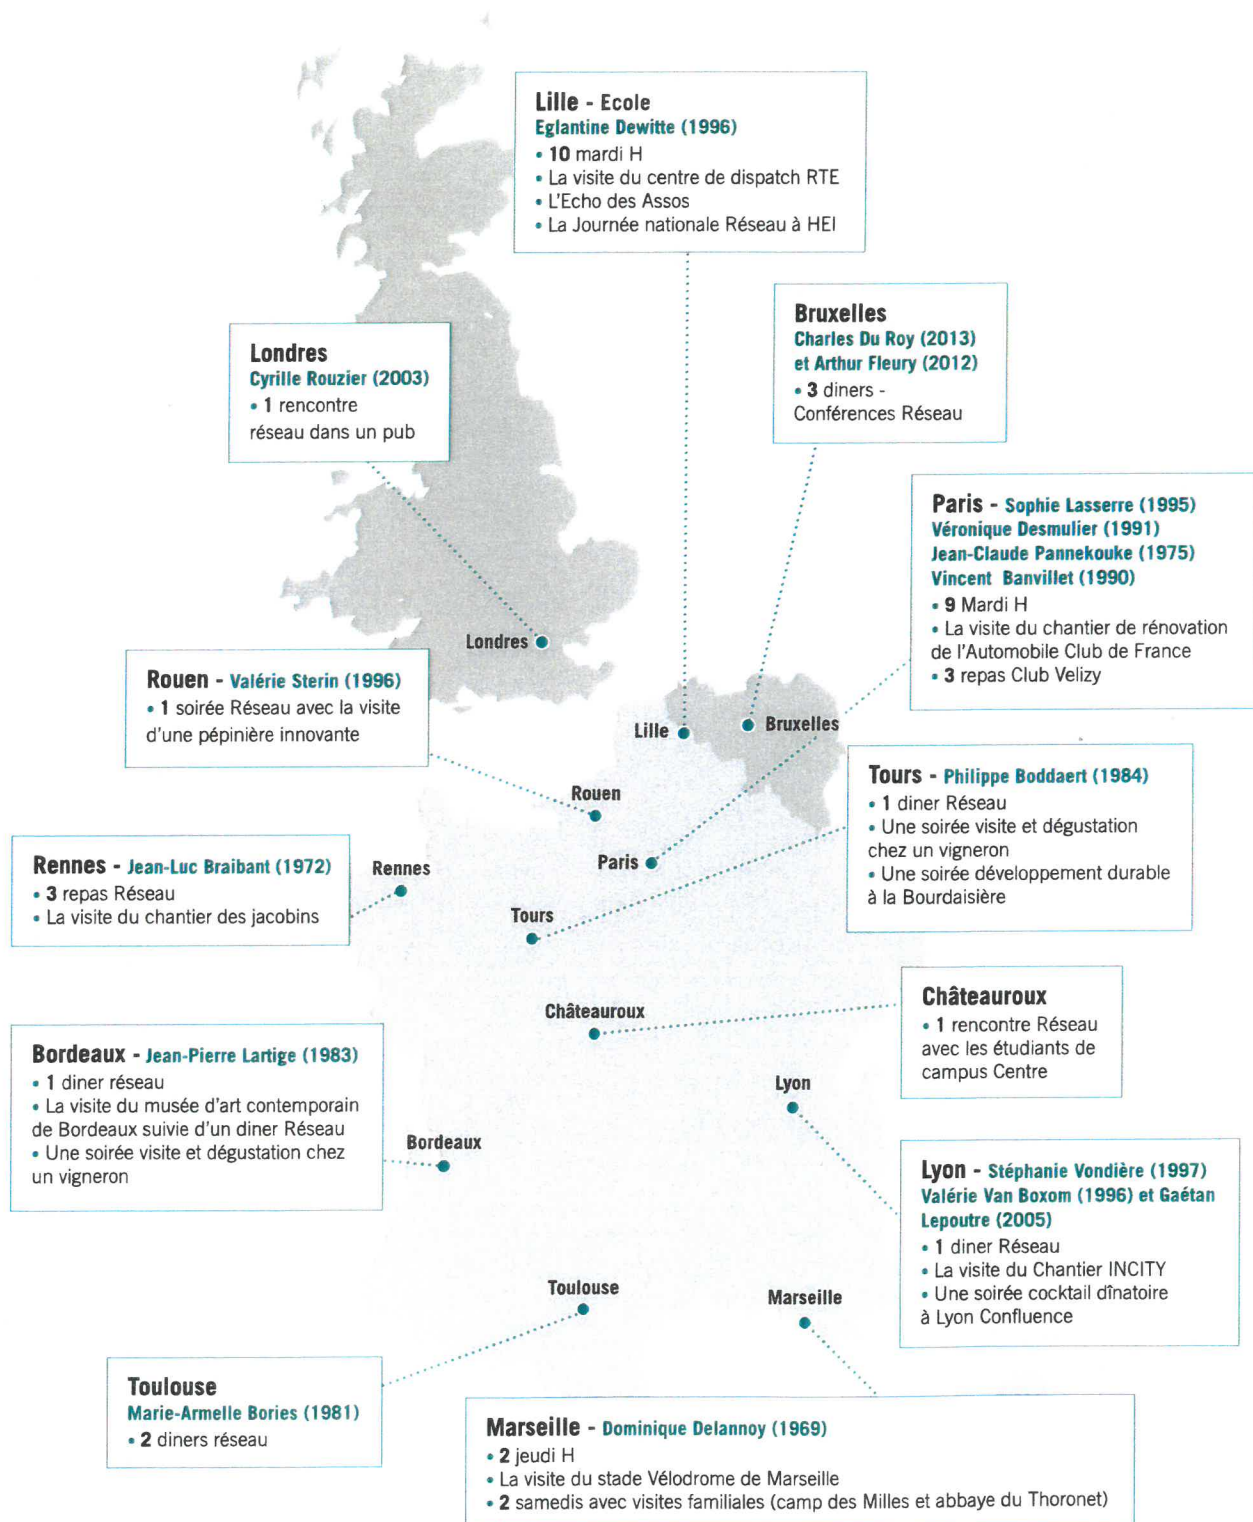 Lille - Ecole
Eglantine Dewitte (1996)
• 10 mardi H
• La visite du centre de dispatch RTE
• L'Echo des Assos
• La Journée nationale Réseau à HEI
Bruxelles
Charles Du Roy (2013)
et Arthur Fleury (2012)
• 3 diners -
Conférences Réseau
Londres
Cyrille Rouzier (2003)
• 1 rencontre
réseau dans un pub
Paris - Sophie Lasserre (1995)
Véronique Desmulier (1991)
Jean-Claude Pannekouke (1975)
Vincent Banvillet (1990)
• 9 Mardi H
• La visite du chantier de rénovation
de l'Automobile Club de France
• 3 repas Club Velizy
Londres
Rouen - Valérie Sterin (1996)
• 1 soirée Réseau avec la visite
d'une pépinière innovante
Lille
Bruxelles
Tours - Philippe Boddaert (1984)
• 1 diner Réseau
• Une soirée visite et dégustation
chez un vigneron
• Une soirée développement durable
à la Bourdaisière
Rouen
Paris
Rennes - Jean-Luc Braibant (1972)
• 3 repas Réseau
• La visite du chantier des jacobins
Rennes
Tours
Châteauroux
Châteauroux
• 1 rencontre Réseau
avec les étudiants de
campus Centre
Bordeaux - Jean-Pierre Lartige (1983)
• 1 diner réseau
• La visite du musée d'art contemporain
de Bordeaux suivie d'un diner Réseau
• Une soirée visite et dégustation chez
un vigneron
Lyon
Bordeaux
Lyon - Stéphanie Vondière (1997)
Valérie Van Boxom (1996) et Gaétan
Lepoutre (2005)
• 1 diner Réseau
• La visite du Chantier INCITY
• Une soirée cocktail dînatoire
à Lyon Confluence
Toulouse
Marseille
Toulouse
Marie-Armelle Bories (1981)
• 2 diners réseau
Marseille - Dominique Delannoy (1969)
• 2 jeudi H
• La visite du stade Vélodrome de Marseille
• 2 samedis avec visites familiales (camp des Milles et abbaye du Thoronet)